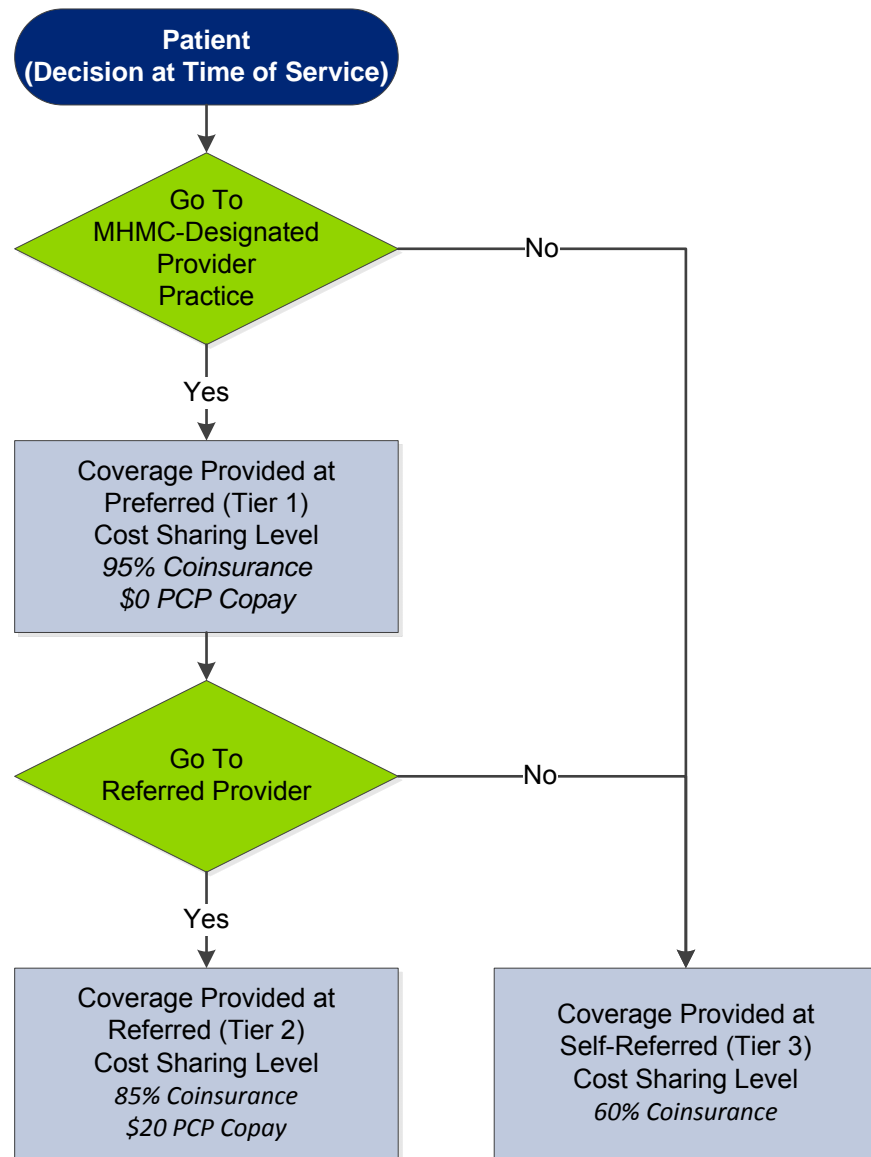 Patient
(Decision at Time of Service)
Go To
MHMC-Designated
Provider
Practice
No
Yes
Coverage Provided at
Preferred (Tier 1)
Cost Sharing Level
95% Coinsurance
$0 PCP Copay
Go To
Referred Provider
No
Yes
Coverage Provided at
Referred (Tier 2)
Cost Sharing Level
85% Coinsurance
$20 PCP Copay
Coverage Provided at
Self-Referred (Tier 3)
Cost Sharing Level
60% Coinsurance